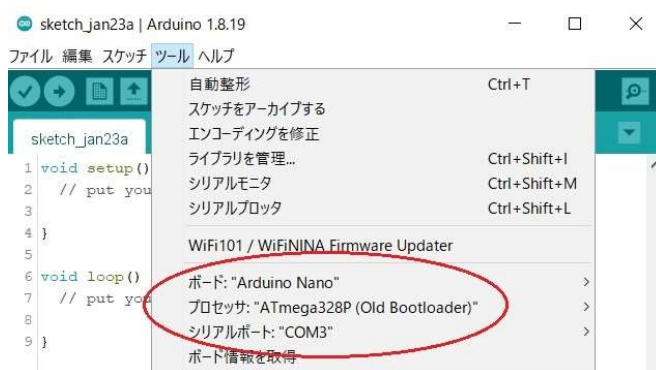 sketch_jan23a | Arduino 1.8.19
ファイル 編集 スケッチ ツール ヘルプ
自動整形 Ctrl+T
スケッチをアーカイブする
エンコーディングを修正
sketch_jan23a
ライブラリを管理... Ctrl+Shift+I
シリアルモニタ Ctrl+Shift+M
シリアルプロッタ Ctrl+Shift+L
WiFi101 / WiFiNINA Firmware Updater
ボード: "Arduino Nano"
プロセッサ: "ATmega328P (Old Bootloader)"
シリアルポート: "COM3"
ボード情報を取得
1 void setup()
2 // put you
3
4 }
5
6 void loop()
7 // put you
8
9 }